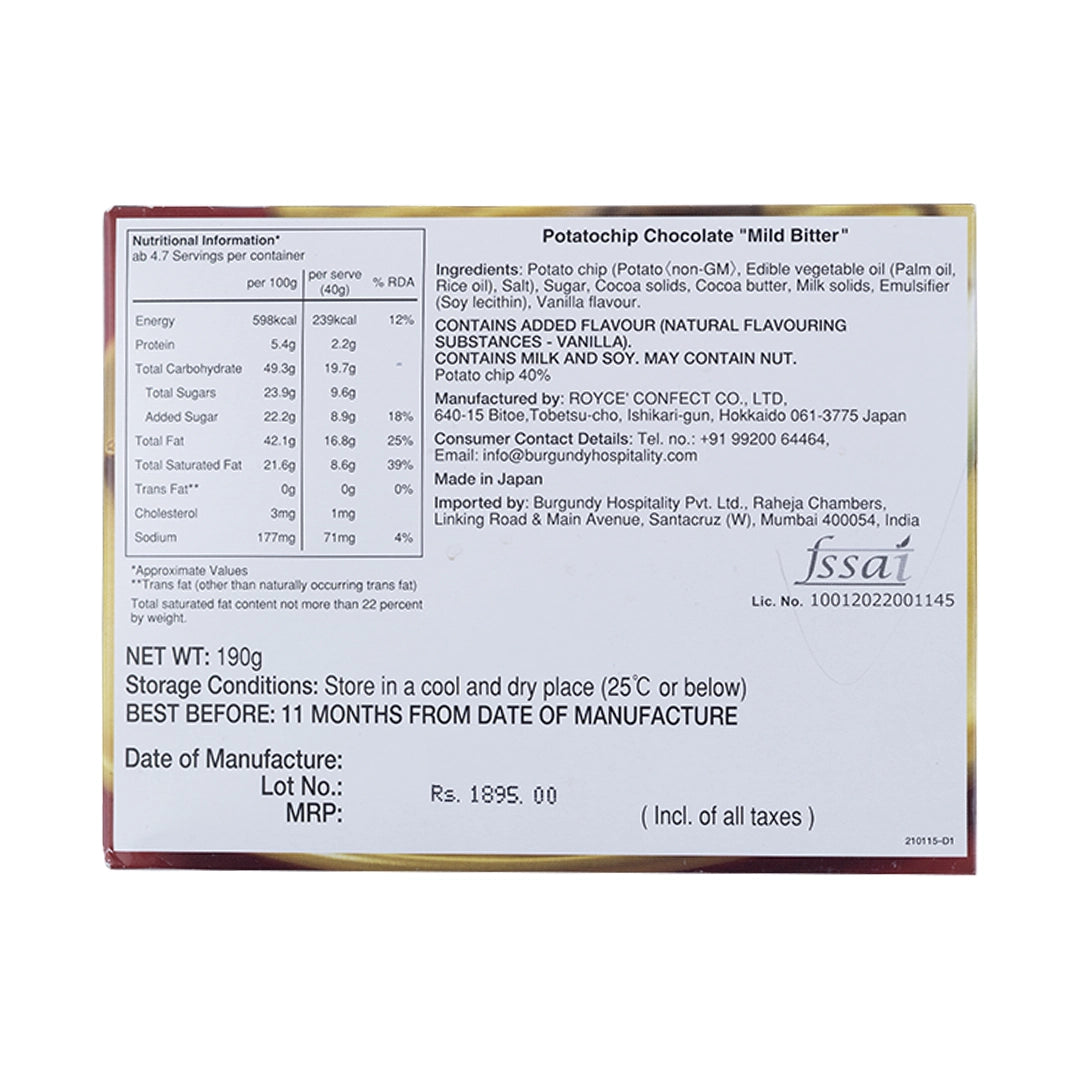 Nutritional Information*
ab 4.7 Servings per container
per 100g per serve (40g) % RDA
Energy 598kcal 239kcal 12%
Protein 5.4g 2.2g
Total Carbohydrate 49.3g 19.7g -
Total Sugars 23.9g 9.6g
Added Sugar 22.2g 8.9g 18%
Total Fat 42.1g 16.8g 25%
Total Saturated Fat 21.6g 8.6g 39%
Trans Fat** 0g 0g 0%
Cholesterol 3mg 1mg
Sodium 177mg 71mg 4%
*Approximate Values
**Trans fat (other than naturally occurring trans fat)
Total saturated fat content not more than 22 percent
by weight.
Potatochip Chocolate "Mild Bitter"
Ingredients: Potato chip (Potato〈non-GM〉, Edible vegetable oil (Palm oil,
Rice oil), Salt), Sugar, Cocoa solids, Cocoa butter, Milk solids, Emulsifier
(Soy lecithin), Vanilla flavour.
CONTAINS ADDED FLAVOUR (NATURAL FLAVOURING
SUBSTANCES - VANILLA).
CONTAINS MILK AND SOY. MAY CONTAIN NUT.
Potato chip 40%
Manufactured by: ROYCE' CONFECT CO., LTD,
640-15 Bitoe,Tobetsu-cho, Ishikari-gun, Hokkaido 061-3775 Japan
Consumer Contact Details: Tel. no.: +91 99200 64464,
Email: info@burgundyhospitality.com
Made in Japan
Imported by: Burgundy Hospitality Pvt. Ltd., Raheja Chambers,
Linking Road & Main Avenue, Santacruz (W), Mumbai 400054, India
fssai
Lic. No. 10012022001145
NET WT: 190g
Storage Conditions: Store in a cool and dry place (25℃ or below)
BEST BEFORE: 11 MONTHS FROM DATE OF MANUFACTURE
Date of Manufacture:
Lot No.:
MRP: Rs. 1895.00 ( Incl. of all taxes )
210115-D1